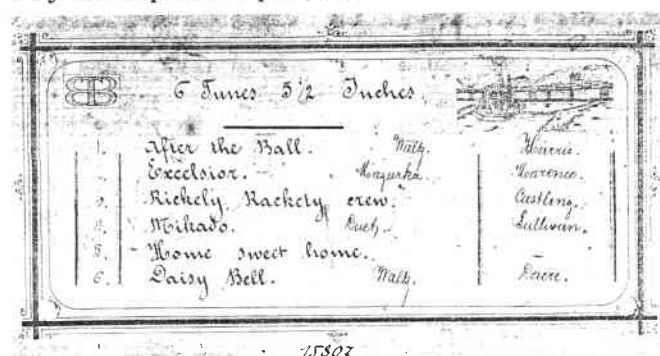 6 Tunes 5½ Inches.
1. After the Ball. Waltz. Harris.
Excelsior. Mazurka.
3. Rickety, Rackety crew. Castling.
4. Mikado. Duet. Sullivan.
5. Home sweet home. –
6. Daisy Bell. Waltz. Dacre.
15803